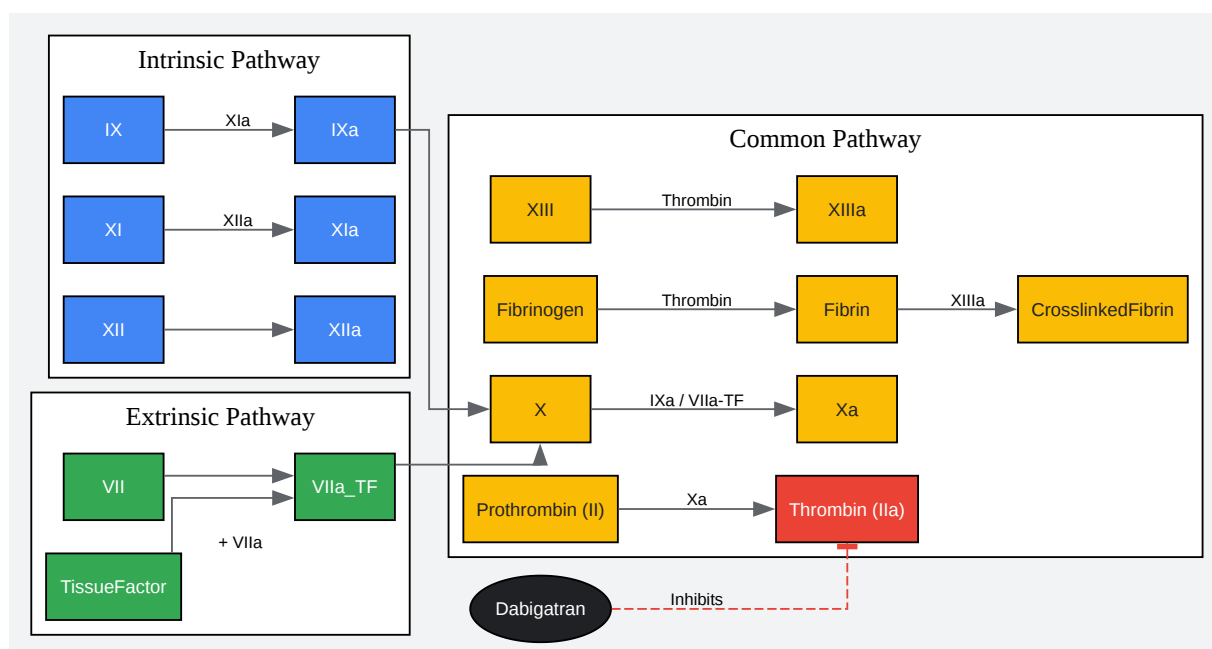 Intrinsic Pathway
IX
XIa
IXa
XI
XIIa
XIa
XII
XIIa
Extrinsic Pathway
VII
VIIa_TF
+ VIIa
TissueFactor
Common Pathway
XIII
Thrombin
XIIIa
Fibrinogen
Thrombin
Fibrin
XIIIa
CrosslinkedFibrin
X
IXa / VIIa-TF
Xa
Prothrombin (II)
Xa
Thrombin (IIa)
Dabigatran
Inhibits